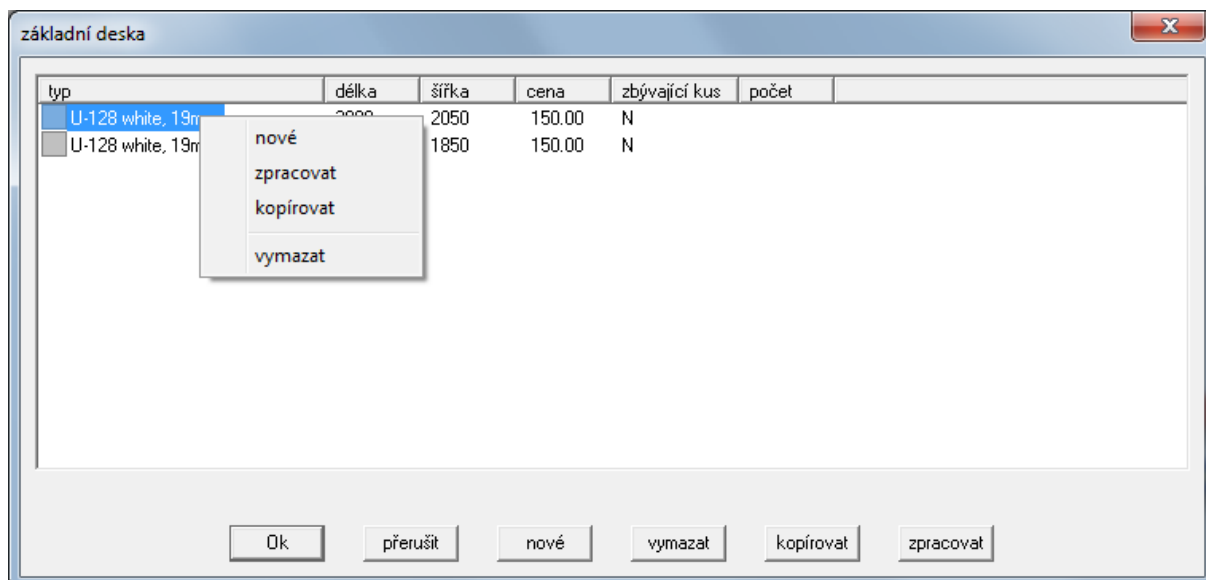 základní deska
typ délka šířka cena zbývající kus počet
U-128 white, 19m 2050 150.00 N
U-128 white, 19m 1850 150.00 N
nové
zpracovat
kopírovat
vymazat
Ok přerušit nové vymazat kopírovat zpracovat